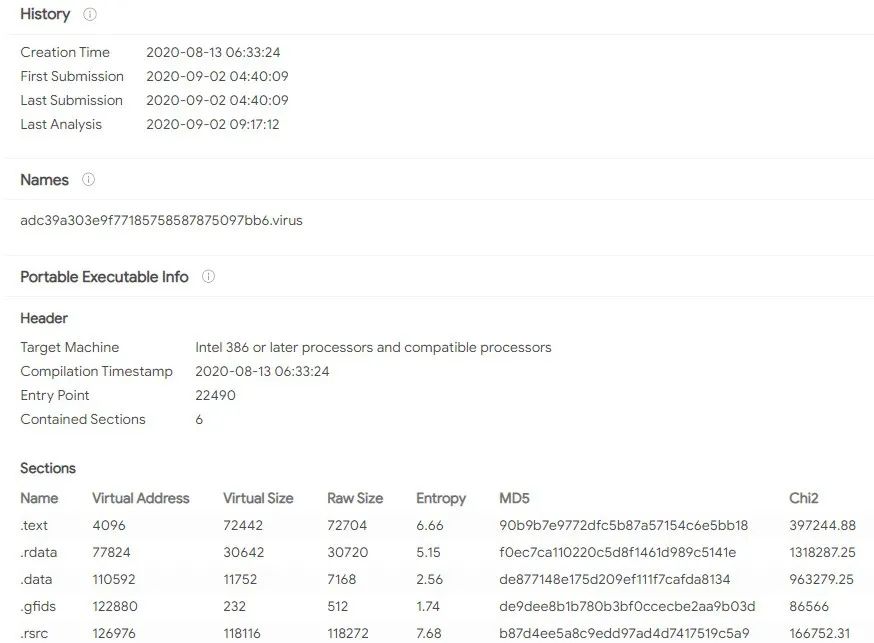 History
Creation Time 2020-08-13 06:33:24
First Submission 2020-09-02 04:40:09
Last Submission 2020-09-02 04:40:09
Last Analysis 2020-09-02 09:17:12
Names
adc39a303e9f77185758587875097bb6.virus
Portable Executable Info
Header
Target Machine Intel 386 or later processors and compatible processors
Compilation Timestamp 2020-08-13 06:33:24
Entry Point 22490
Contained Sections 6
Sections
Name Virtual Address Virtual Size Raw Size Entropy MD5 Chi2
.text 4096 72442 72704 6.66 90b9b7e9772dfc5b87a57154c6e5bb18 397244.88
.rdata 77824 30642 30720 5.15 f0ec7ca110220c5d8f1461d989c5141e 1318287.25
.data 110592 11752 7168 2.56 de877148e175d209ef111f7cafda8134 963279.25
.gfids 122880 232 512 1.74 de9dee8b1b780b3bf0ccecbe2aa9b03d 86566
.rsrc 126976 118116 118272 7.68 b87d4ee5a8c9edd97ad4d7417519c5a9 166752.31